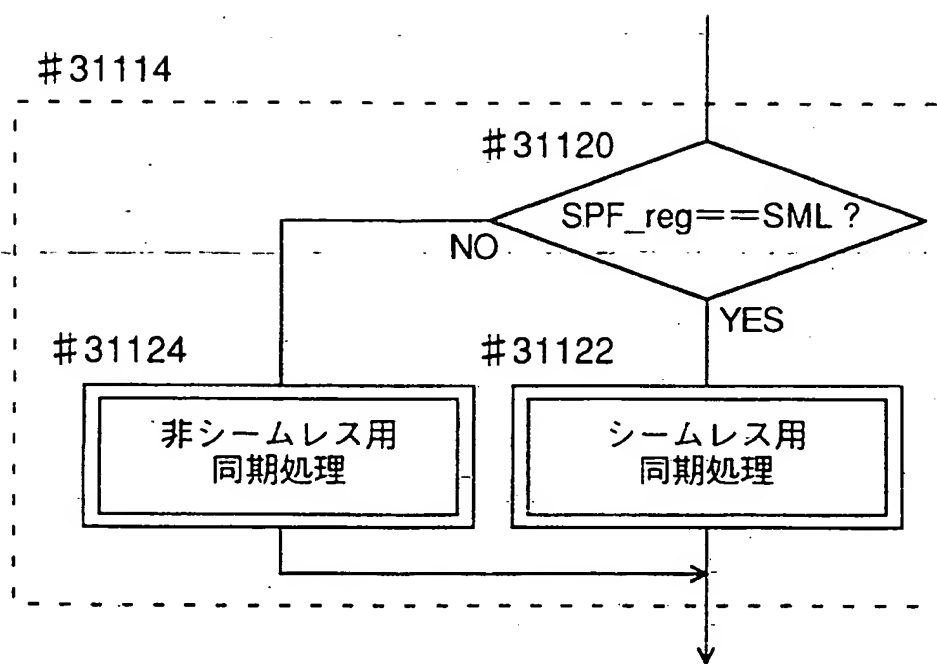 #31114
#31120
SPF_reg==SML?
NO
YES
#31124
#31122
非シームレス用
同期処理
シームレス用
同期処理